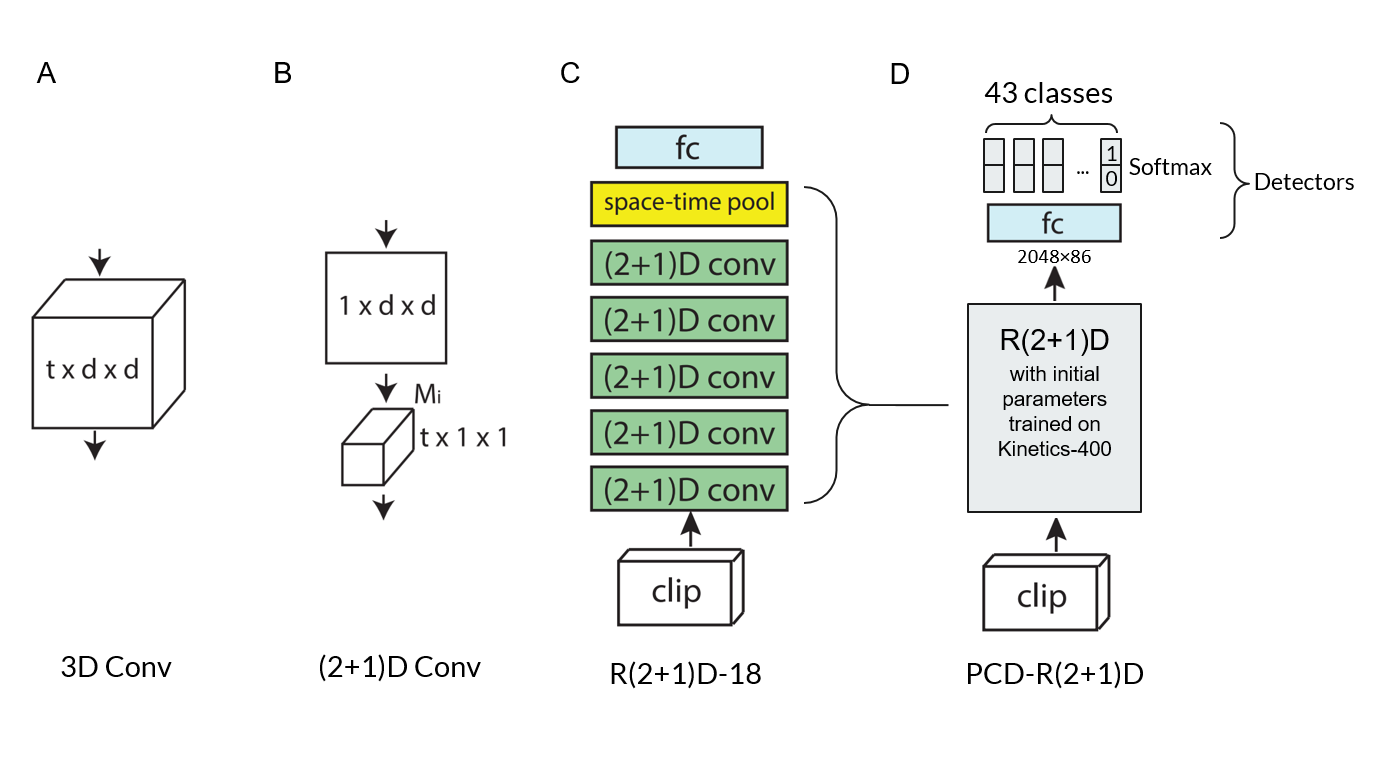 A
t x d x d
3D Conv
B
1 x d x d
Mi
t x 1 x 1
(2+1)D Conv
C
fc
space-time pool
(2+1)D conv
(2+1)D conv
(2+1)D conv
(2+1)D conv
(2+1)D conv
clip
R(2+1)D-18
D
43 classes
... 1 Softmax
0
Detectors
fc
2048×86
R(2+1)D
with initial
parameters
trained on
Kinetics-400
clip
PCD-R(2+1)D